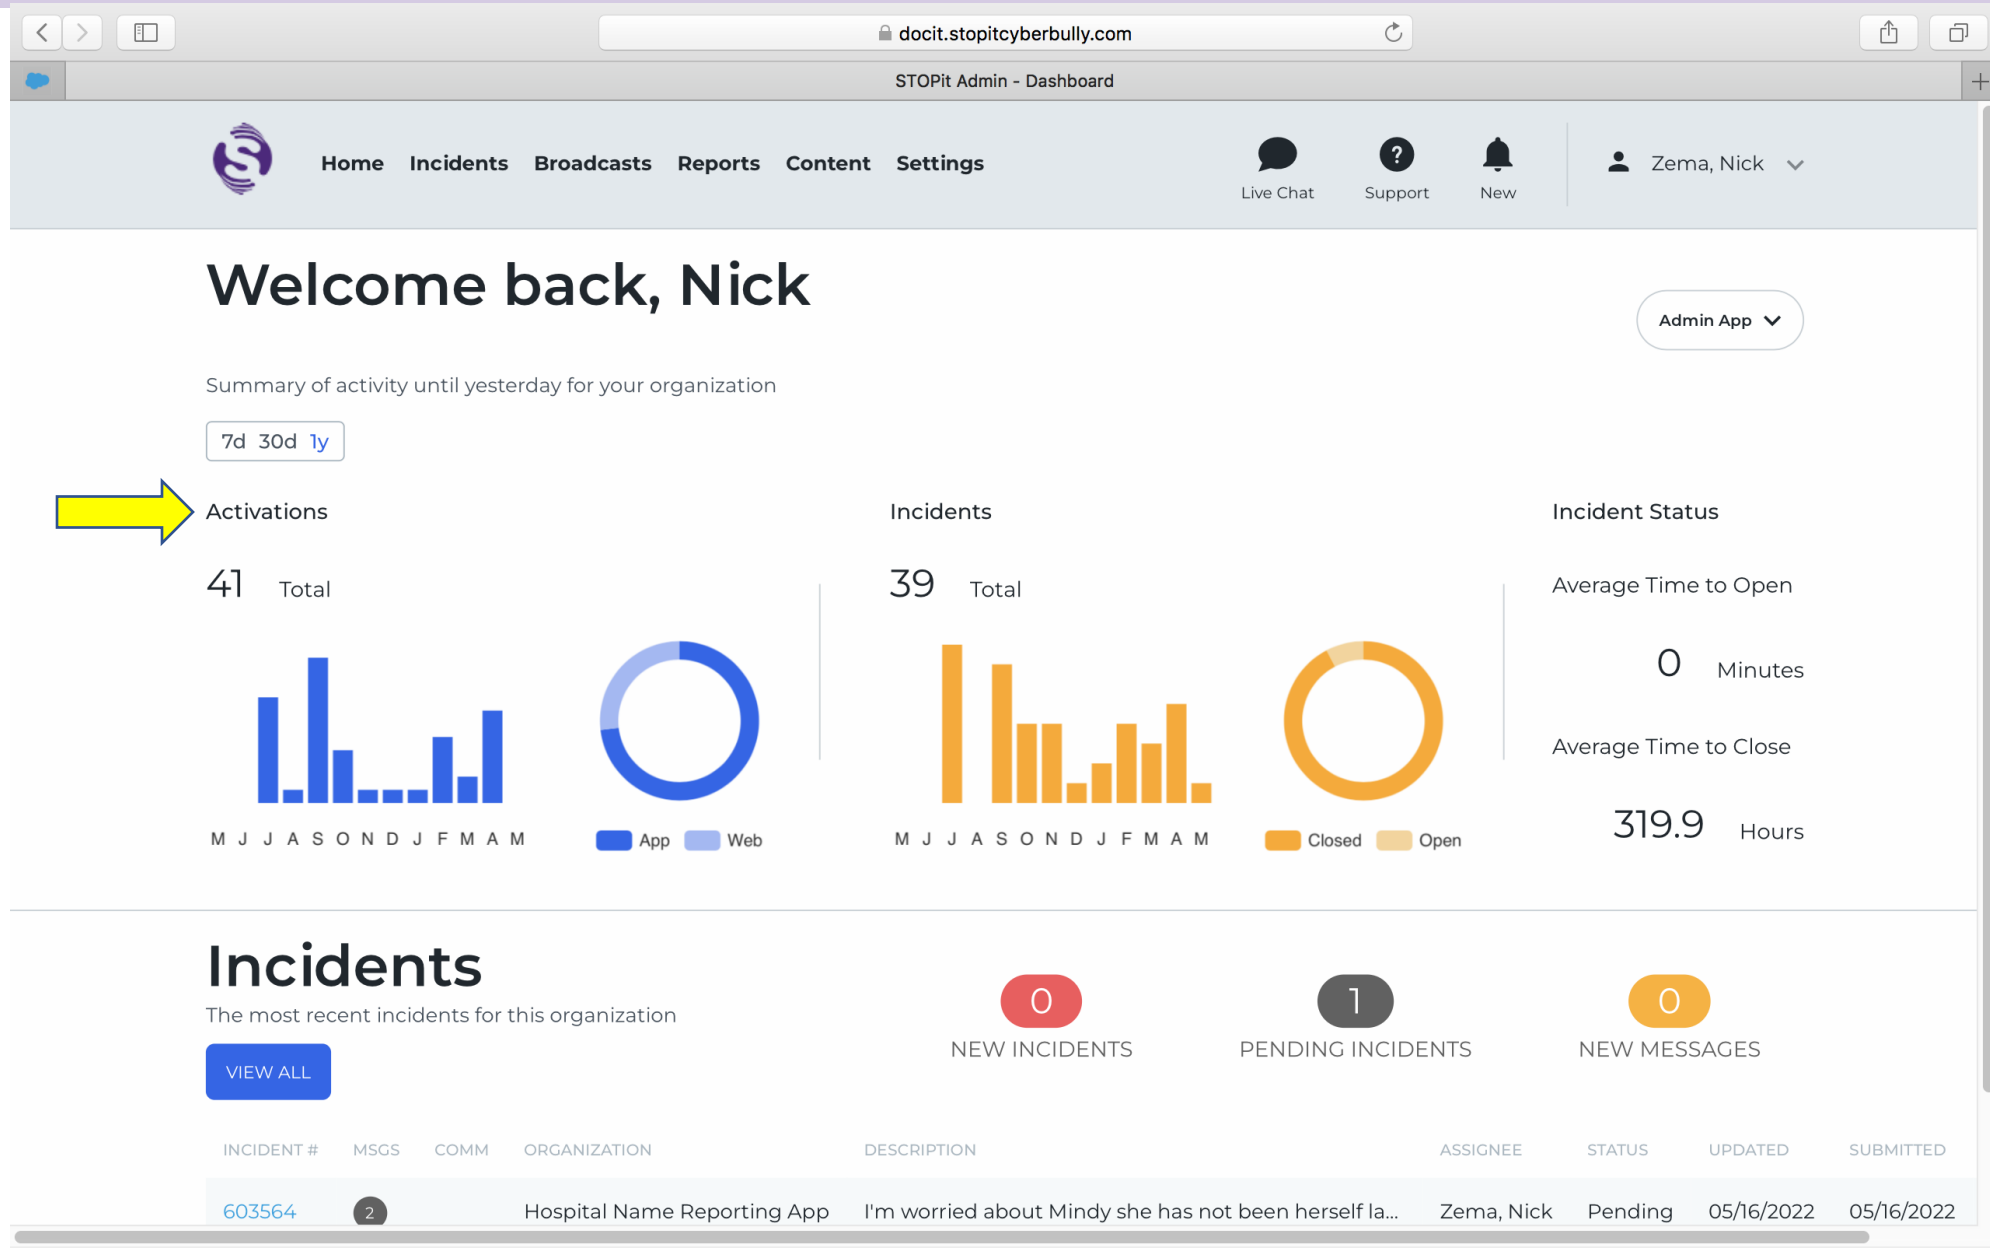 docit.stopitcyberbully.com
STOPit Admin - Dashboard
Home Incidents Broadcasts Reports Content Settings
Live Chat Support New
Zema, Nick
Welcome back, Nick
Admin App
Summary of activity until yesterday for your organization
7d 30d 1y
Activations
41 Total
M J J A S O N D J F M A M
App Web
Incidents
39 Total
M J J A S O N D J F M A M
Closed Open
Incident Status
Average Time to Open
0 Minutes
Average Time to Close
319.9 Hours
Incidents
The most recent incidents for this organization
VIEW ALL
0
NEW INCIDENTS
1
PENDING INCIDENTS
0
NEW MESSAGES
INCIDENT # MSGS COMM ORGANIZATION DESCRIPTION ASSIGNEE STATUS UPDATED SUBMITTED
603564 2 Hospital Name Reporting App I'm worried about Mindy she has not been herself la... Zema, Nick Pending 05/16/2022 05/16/2022